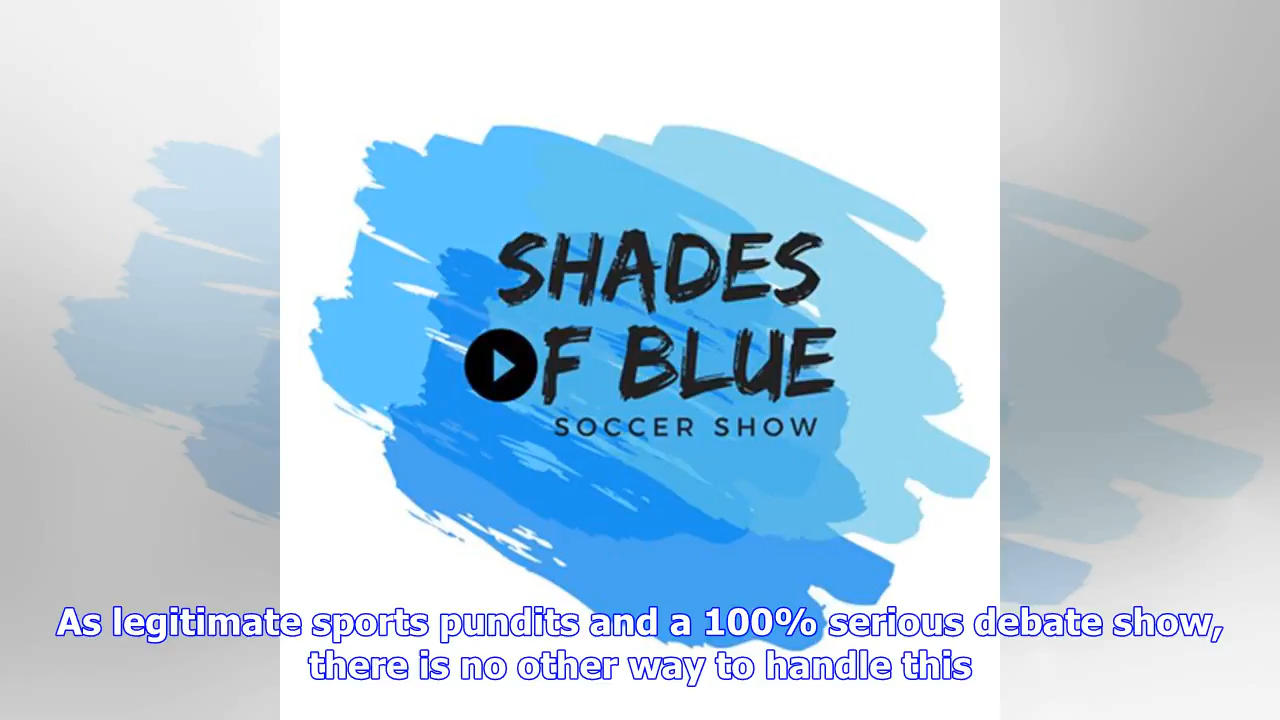 SHADES
OF BLUE
SOCCER SHOW
As legitimate sports pundits and a 100% serious debate show,
there is no other way to handle this